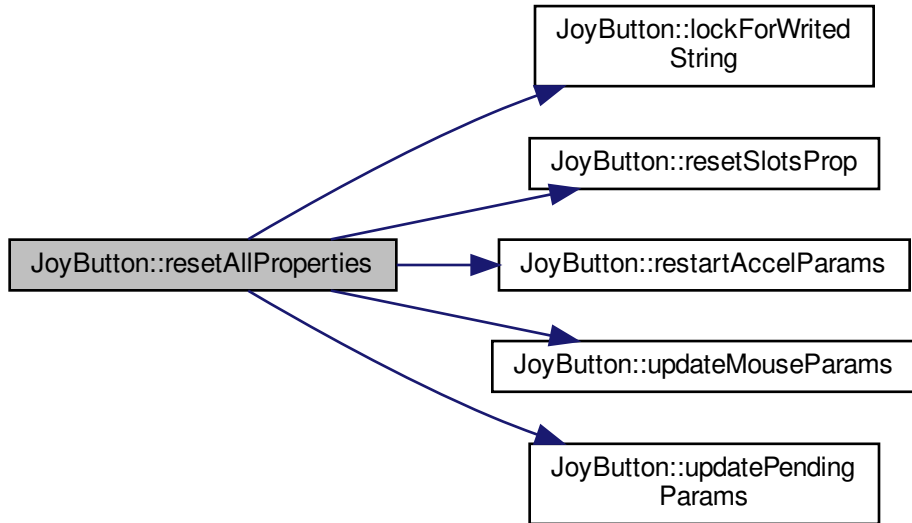 JoyButton::lockForWrited
String
JoyButton::resetSlotsProp
JoyButton::resetAllProperties
JoyButton::restartAccelParams
JoyButton::updateMouseParams
JoyButton::updatePending
Params